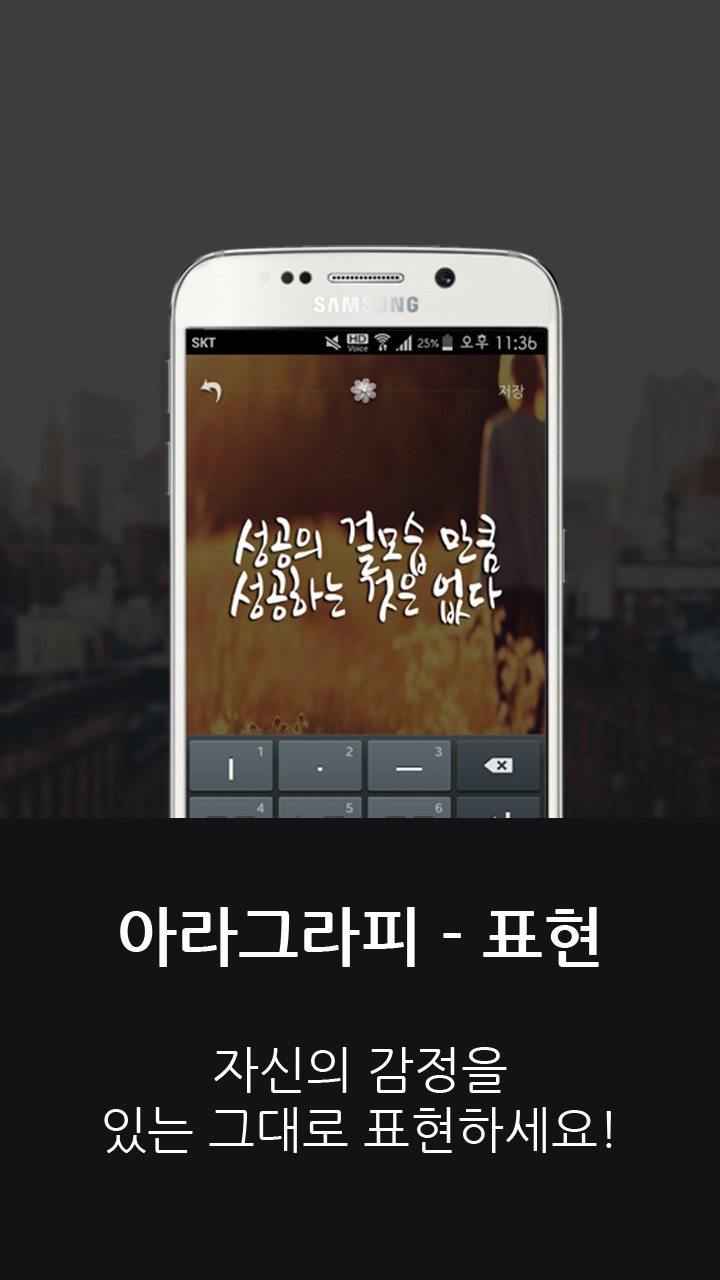 SAMSUNG
SKT HD Voice 25% 오후 11:36
저장
성공의 겉모습 만큼
성공하는 것은 없다
ㅣ 1 · 2 ㅡ 3
4 5 6
아라그라피 - 표현
자신의 감정을
있는 그대로 표현하세요!